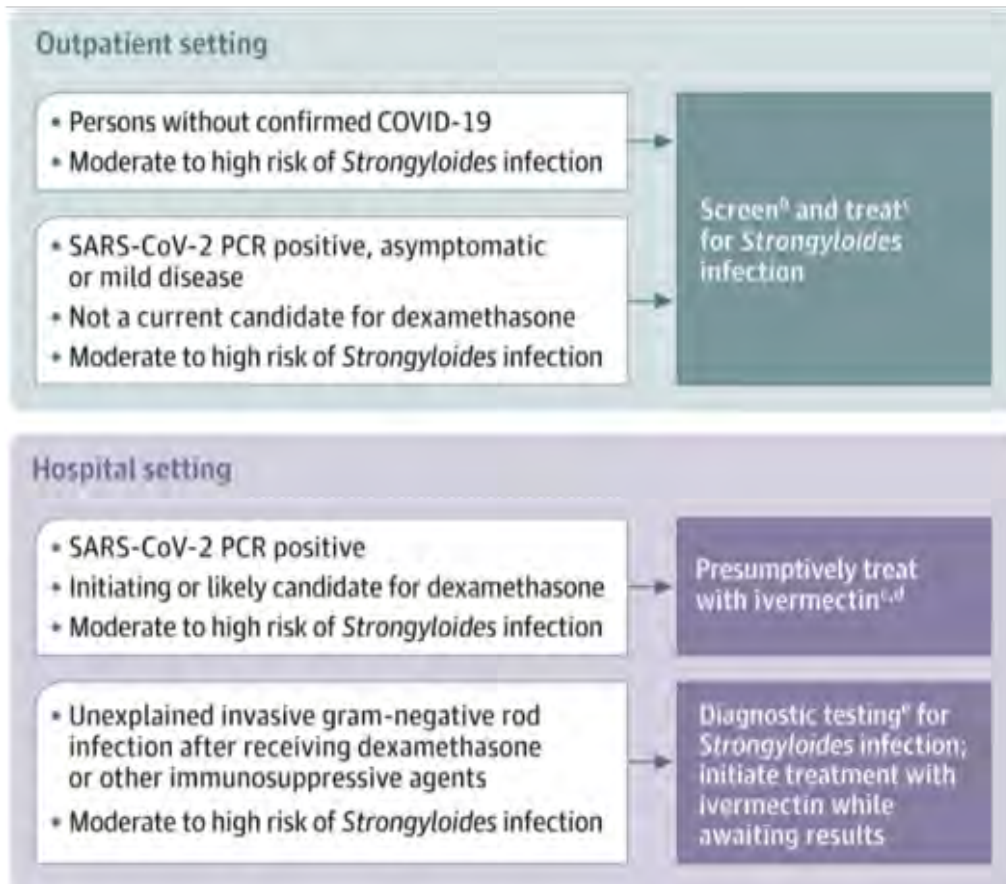 Outpatient setting
• Persons without confirmed COVID-19
• Moderate to high risk of Strongyloides infection
• SARS-CoV-2 PCR positive, asymptomatic
or mild disease
• Not a current candidate for dexamethasone
• Moderate to high risk of Strongyloides infection
Screenᵇ and treatᶜ
for Strongyloides
infection
Hospital setting
• SARS-CoV-2 PCR positive
• Initiating or likely candidate for dexamethasone
• Moderate to high risk of Strongyloides infection
Presumptively treat
with ivermectinᶜ,ᵈ
• Unexplained invasive gram-negative rod
infection after receiving dexamethasone
or other immunosuppressive agents
• Moderate to high risk of Strongyloides infection
Diagnostic testingᵉ for
Strongyloides infection;
initiate treatment with
ivermectin while
awaiting results